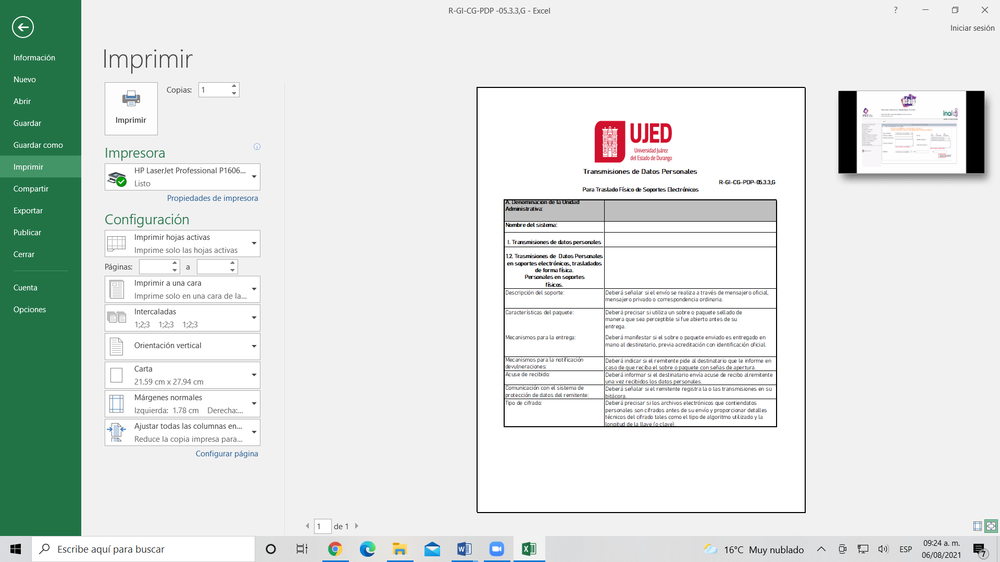 R-GI-CG-PDP -05.3.3,G - Excel
?
Iniciar sesión
Información
Nuevo
Abrir
Guardar
Guardar como
Imprimir
Compartir
Exportar
Publicar
Cerrar
Cuenta
Opciones
Imprimir
Imprimir
Copias: 1
Impresora
HP LaserJet Professional P1606...
Listo
Propiedades de impresora
Configuración
Imprimir hojas activas
Imprime solo las hojas activas
Páginas: a
Imprimir a una cara
Imprime solo en una cara de la...
Intercaladas
1;2;3 1;2;3 1;2;3
Orientación vertical
Carta
21.59 cm x 27.94 cm
Márgenes normales
Izquierda: 1.78 cm Derecha:...
Ajustar todas las columnas en...
Reduce la copia impresa para...
Configurar página
UJED
Universidad Juárez
del Estado de Durango
Transmisiones de Datos Personales
R-GI-CG-PDP-05.3.3,G
Para Traslado Físico de Soportes Electrónicos
A. Denominación de la Unidad
Administrativa:
Nombre del sistema:
I. Transmisiones de datos personales
1.2. Trasmisiones de Datos Personales
en soportes electrónicos, trasladados
de forma física.
Personales en soportes
físicos.
Descripción del soporte:
Deberá señalar si el envío se realiza a través de mensajero oficial,
mensajero privado o correspondencia ordinaria.
Características del paquete:
Deberá precisar si utiliza un sobre o paquete sellado de
manera que sea perceptible si fue abierto antes de su
entrega.
Mecanismos para la entrega:
Deberá manifestar si el sobre o paquete enviado es entregado en
mano al destinatario, previa acreditación con identificación oficial.
Mecanismos para la notificación
devulneraciones:
Deberá indicar si el remitente pide al destinatario que le informe en
caso de que reciba el sobre o paquete con señas de apertura.
Acuse de recibido:
Deberá informar si el destinatario envía acuse de recibo alremitente
una vez recibidos los datos personales.
Comunicación con el sistema de
protección de datos del remitente:
Deberá señalar si el remitente registra la o las transmisiones en su
bitácora.
Tipo de cifrado:
Deberá precisar si los archivos electrónicos que contiendatos
personales son cifrados antes de su envío y proporcionar detalles
técnicos del cifrado tales como el tipo de algoritmo utilizado y la
longitud de la llave (o clave).
idaip
PNT
inai
1 de 1
Escribe aquí para buscar
16°C Muy nublado
ESP
09:24 a. m.
06/08/2021
7